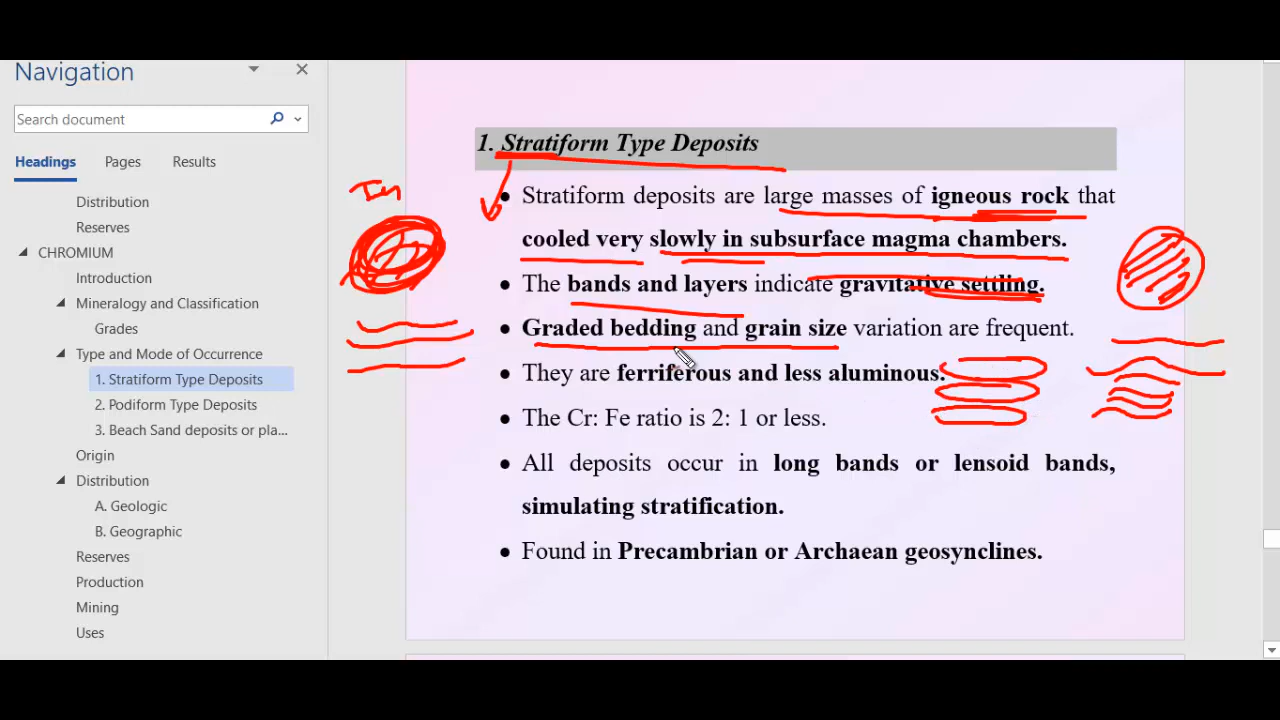 Navigation
Search document
Headings Pages Results
Distribution
Reserves
CHROMIUM
Introduction
Mineralogy and Classification
Grades
Type and Mode of Occurrence
1. Stratiform Type Deposits
2. Podiform Type Deposits
3. Beach Sand deposits or pla...
Origin
Distribution
A. Geologic
B. Geographic
Reserves
Production
Mining
Uses
1. Stratiform Type Deposits
• Stratiform deposits are large masses of igneous rock that
cooled very slowly in subsurface magma chambers.
• The bands and layers indicate gravitative settling.
• Graded bedding and grain size variation are frequent.
• They are ferriferous and less aluminous.
• The Cr: Fe ratio is 2: 1 or less.
• All deposits occur in long bands or lensoid bands,
simulating stratification.
• Found in Precambrian or Archaean geosynclines.